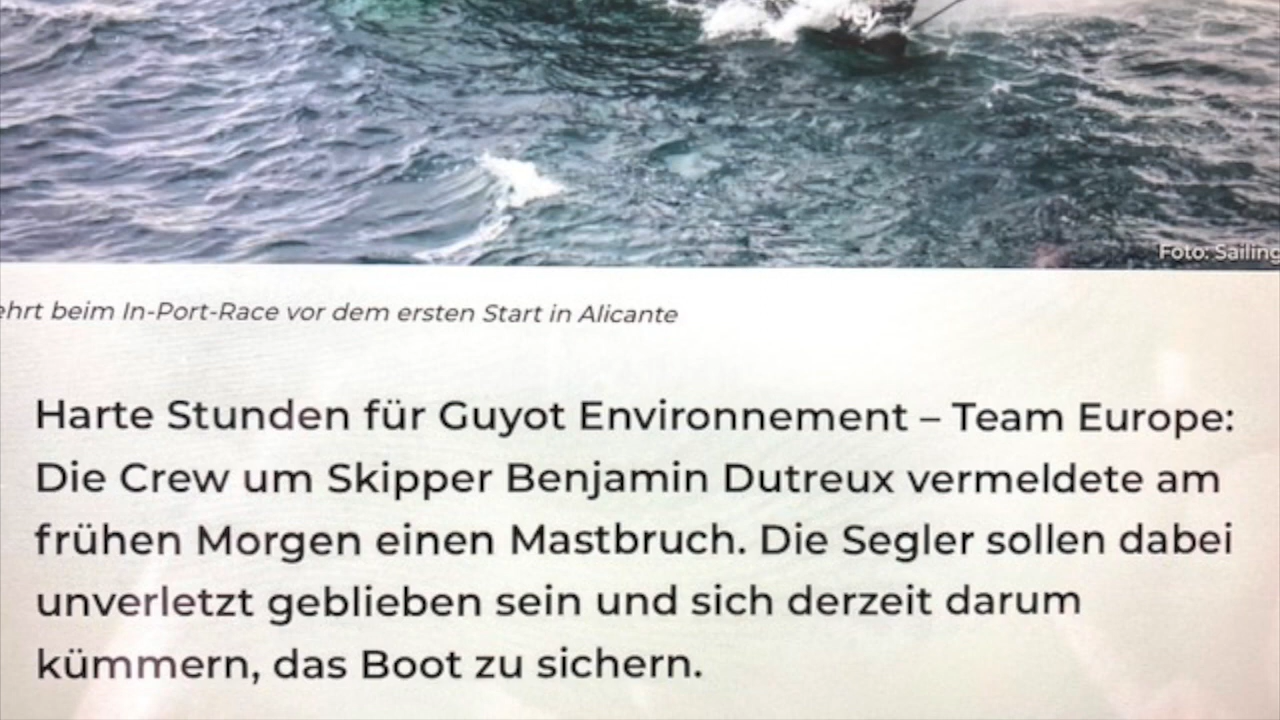 Foto: Sailing
ehrt beim In-Port-Race vor dem ersten Start in Alicante
Harte Stunden für Guyot Environnement – Team Europe:
Die Crew um Skipper Benjamin Dutreux vermeldete am
frühen Morgen einen Mastbruch. Die Segler sollen dabei
unverletzt geblieben sein und sich derzeit darum
kümmern, das Boot zu sichern.